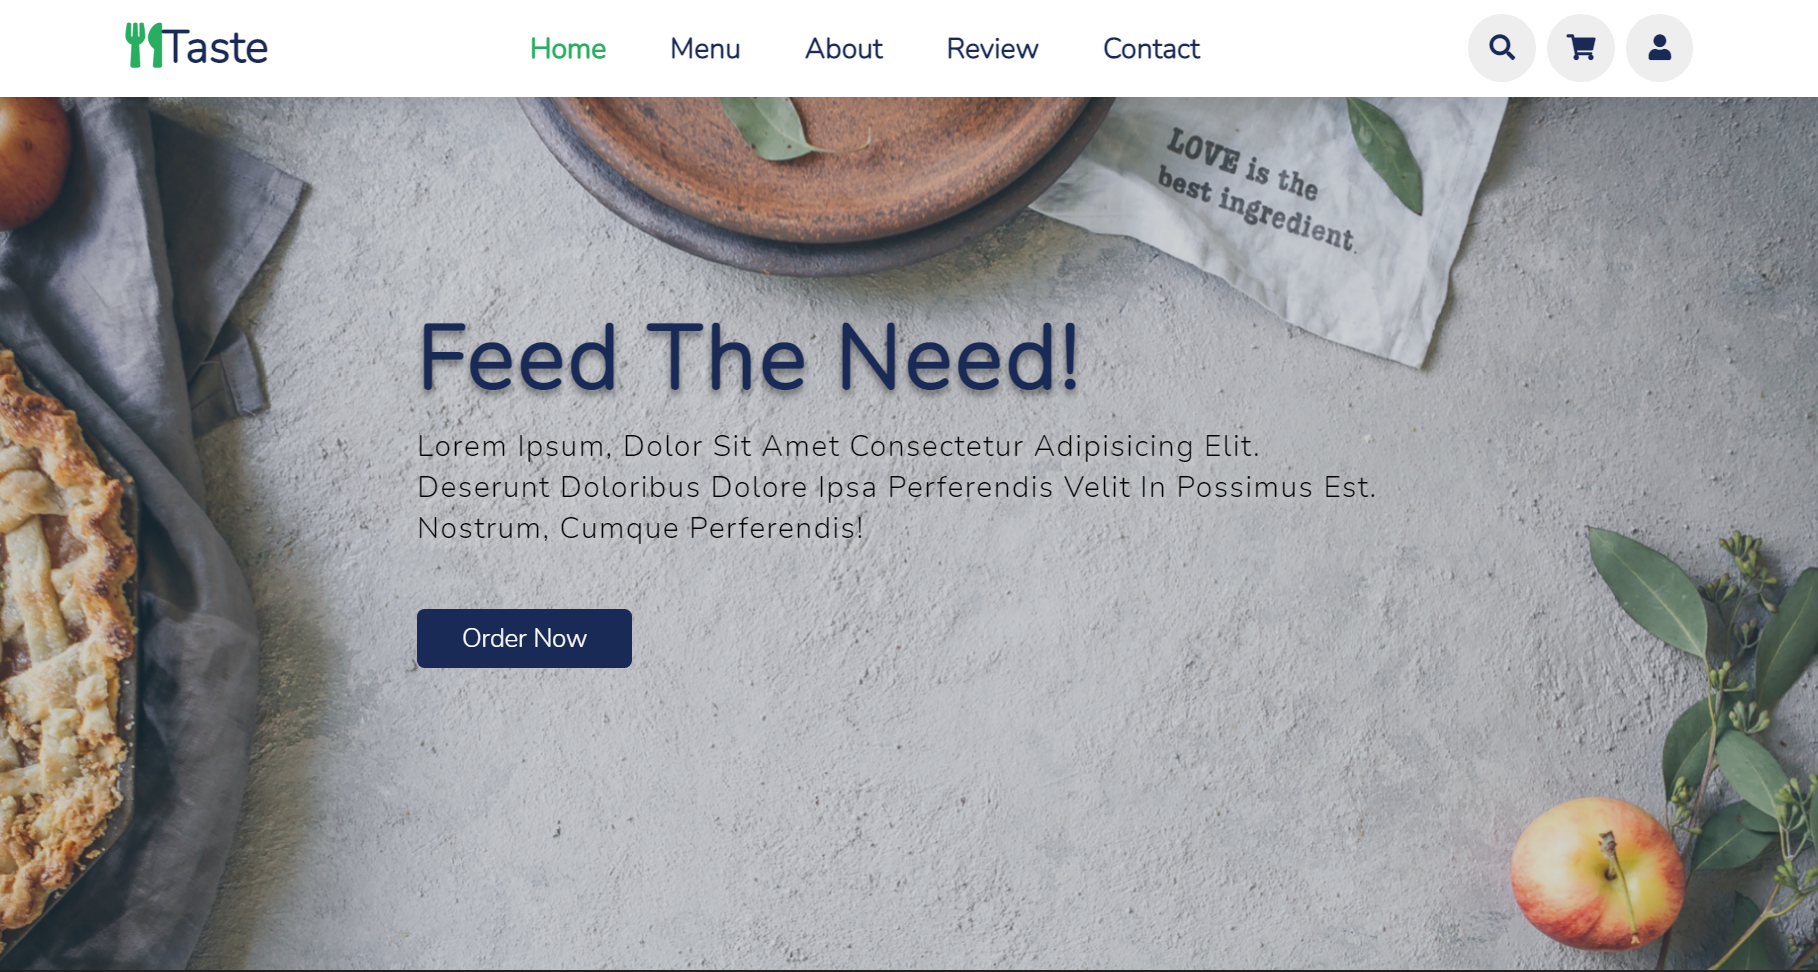 Taste
Home Menu About Review Contact
LOVE is the
best ingredient.
Feed The Need!
Lorem Ipsum, Dolor Sit Amet Consectetur Adipisicing Elit.
Deserunt Doloribus Dolore Ipsa Perferendis Velit In Possimus Est.
Nostrum, Cumque Perferendis!
Order Now